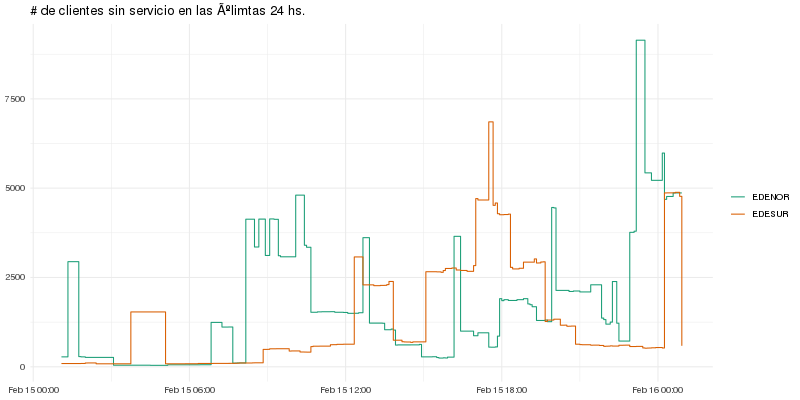 # de clientes sin servicio en las Ãºlimtas 24 hs.
7500
5000
2500
0
Feb 15 00:00
Feb 15 06:00
Feb 15 12:00
Feb 15 18:00
Feb 16 00:00
EDENOR
EDESUR